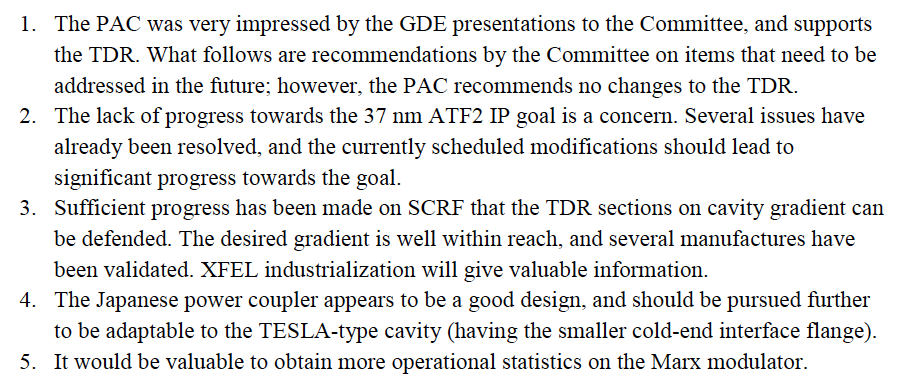 1. The PAC was very impressed by the GDE presentations to the Committee, and supports
the TDR. What follows are recommendations by the Committee on items that need to be
addressed in the future; however, the PAC recommends no changes to the TDR.
2. The lack of progress towards the 37 nm ATF2 IP goal is a concern. Several issues have
already been resolved, and the currently scheduled modifications should lead to
significant progress towards the goal.
3. Sufficient progress has been made on SCRF that the TDR sections on cavity gradient can
be defended. The desired gradient is well within reach, and several manufactures have
been validated. XFEL industrialization will give valuable information.
4. The Japanese power coupler appears to be a good design, and should be pursued further
to be adaptable to the TESLA-type cavity (having the smaller cold-end interface flange).
5. It would be valuable to obtain more operational statistics on the Marx modulator.